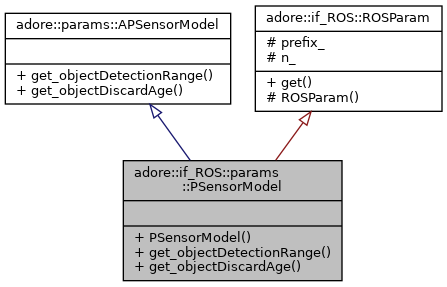 adore::params::APSensorModel
+ get_objectDetectionRange()
+ get_objectDiscardAge()
adore::if_ROS::ROSParam
# prefix_
# n_
+ get()
# ROSParam()
adore::if_ROS::params
::PSensorModel
+ PSensorModel()
+ get_objectDetectionRange()
+ get_objectDiscardAge()